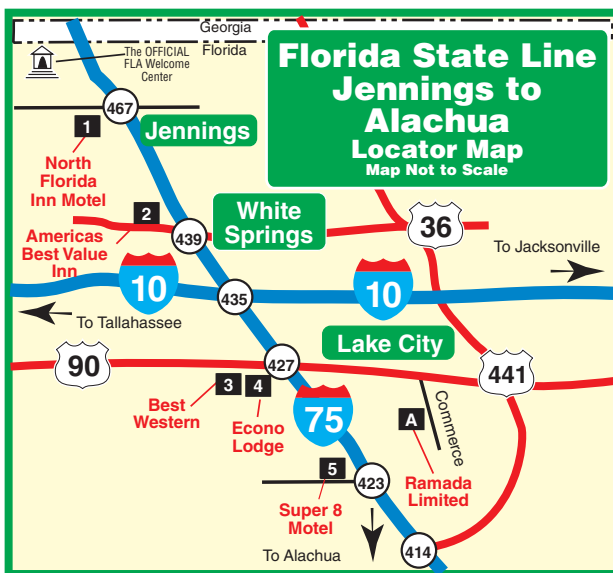 Georgia
Florida
The OFFICIAL
FLA Welcome
Center
Florida State Line
Jennings to
Alachua
Locator Map
Map Not to Scale
467
1
Jennings
North
Florida
Inn Motel
2
White
Springs
36
439
Americas
Best Value
Inn
To Jacksonville
10
435
10
To Tallahassee
Lake City
90
427
441
3
4
Best
Western
Econo
Lodge
75
A
Commerce
Ramada
Limited
5
423
Super 8
Motel
To Alachua
414